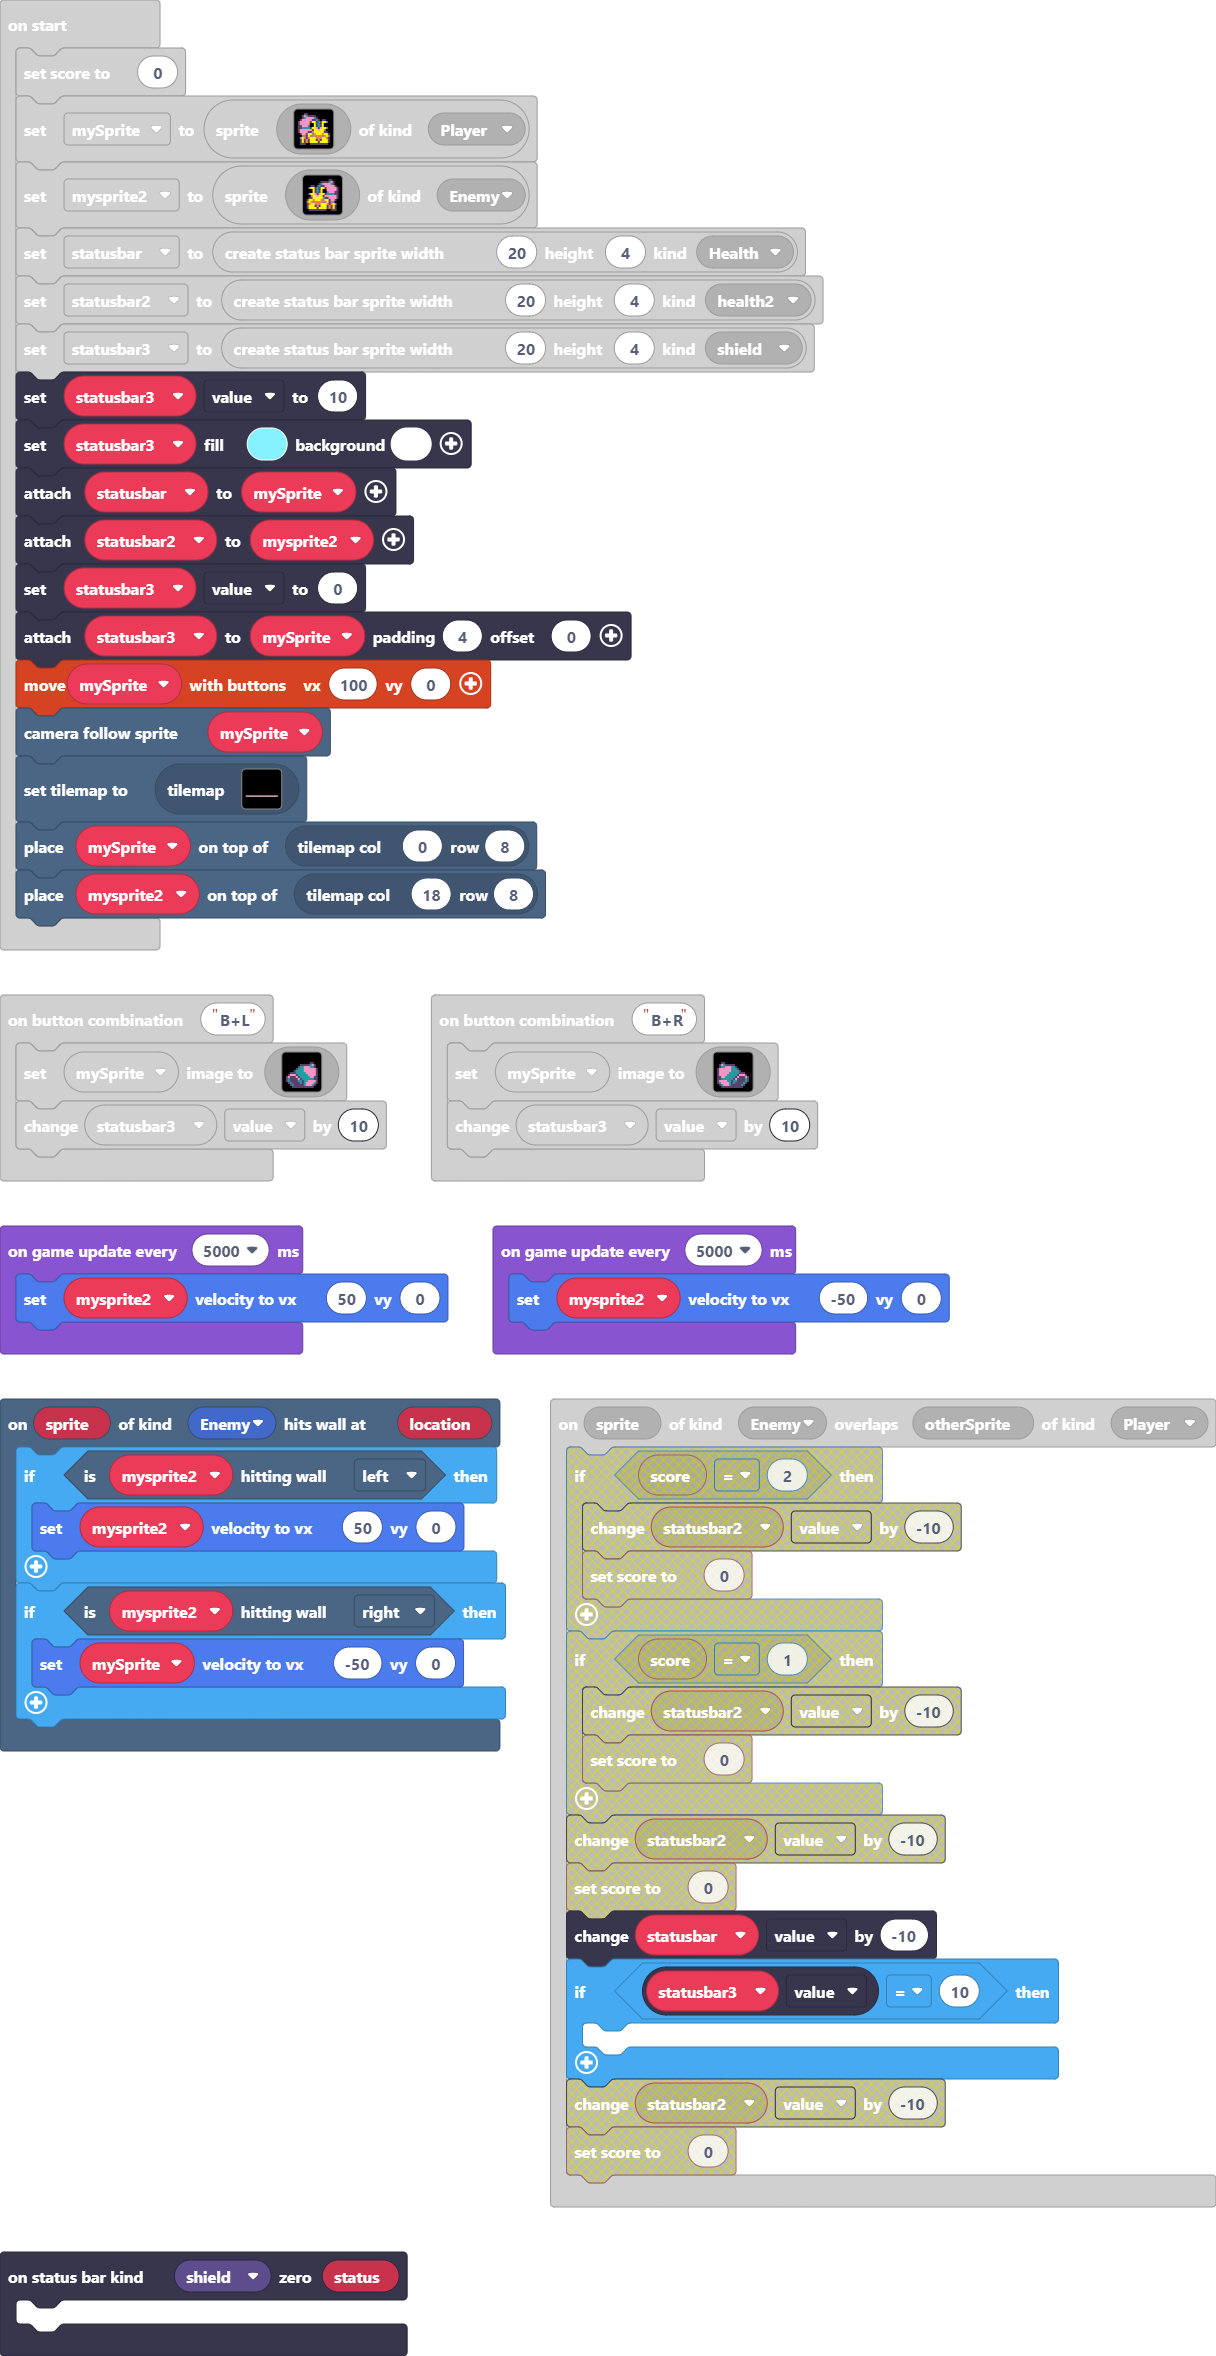 on start
set score to 0
set mySprite to sprite of kind Player
set mysprite2 to sprite of kind Enemy
set statusbar to create status bar sprite width 20 height 4 kind Health
set statusbar2 to create status bar sprite width 20 height 4 kind health2
set statusbar3 to create status bar sprite width 20 height 4 kind shield
set statusbar3 value to 10
set statusbar3 fill background
attach statusbar to mySprite
attach statusbar2 to mysprite2
set statusbar3 value to 0
attach statusbar3 to mySprite padding 4 offset 0
move mySprite with buttons vx 100 vy 0
camera follow sprite mySprite
set tilemap to tilemap
place mySprite on top of tilemap col 0 row 8
place mysprite2 on top of tilemap col 18 row 8
on button combination "B+L"
set mySprite image to
change statusbar3 value by 10
on button combination "B+R"
set mySprite image to
change statusbar3 value by 10
on game update every 5000 ms
set mysprite2 velocity to vx 50 vy 0
on game update every 5000 ms
set mysprite2 velocity to vx -50 vy 0
on sprite of kind Enemy hits wall at location
if is mysprite2 hitting wall left then
set mysprite2 velocity to vx 50 vy 0
if is mysprite2 hitting wall right then
set mySprite velocity to vx -50 vy 0
on sprite of kind Enemy overlaps otherSprite of kind Player
if score = 2 then
change statusbar2 value by -10
set score to 0
if score = 1 then
change statusbar2 value by -10
set score to 0
change statusbar2 value by -10
set score to 0
change statusbar value by -10
if statusbar3 value = 10 then
change statusbar2 value by -10
set score to 0
on status bar kind shield zero status